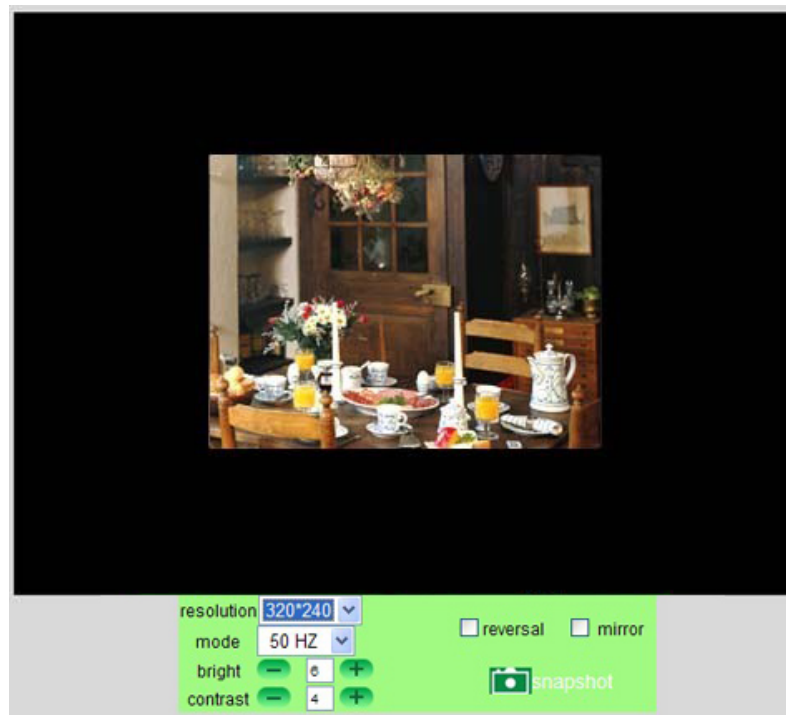 resolution 320*240
reversal mirror
mode 50 HZ
bright 6
snapshot
contrast 4